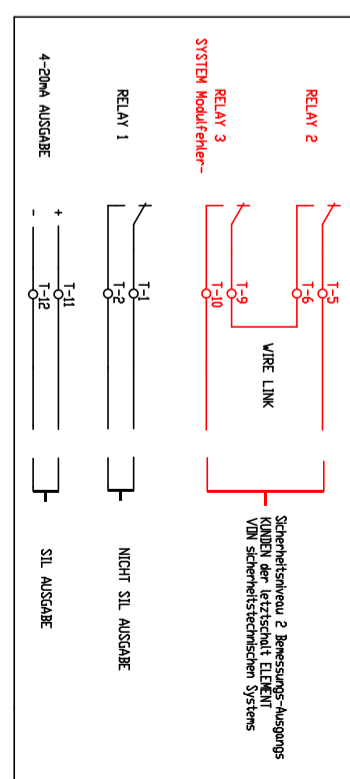 RELAY 2
T-5
T-6
WIRE LINK
Sicherheitsniveau 2 Bemessungs-Ausgangs
KUNDEN der letztschalt ELEMENT
VON sicherheitstechnischen Systems
RELAY 3
SYSTEM Modulfehler-
T-9
T-10
RELAY 1
T-1
T-2
NICHT SIL AUSGABE
4-20mA AUSGABE
+
T-11
-
T-12
SIL AUSGABE